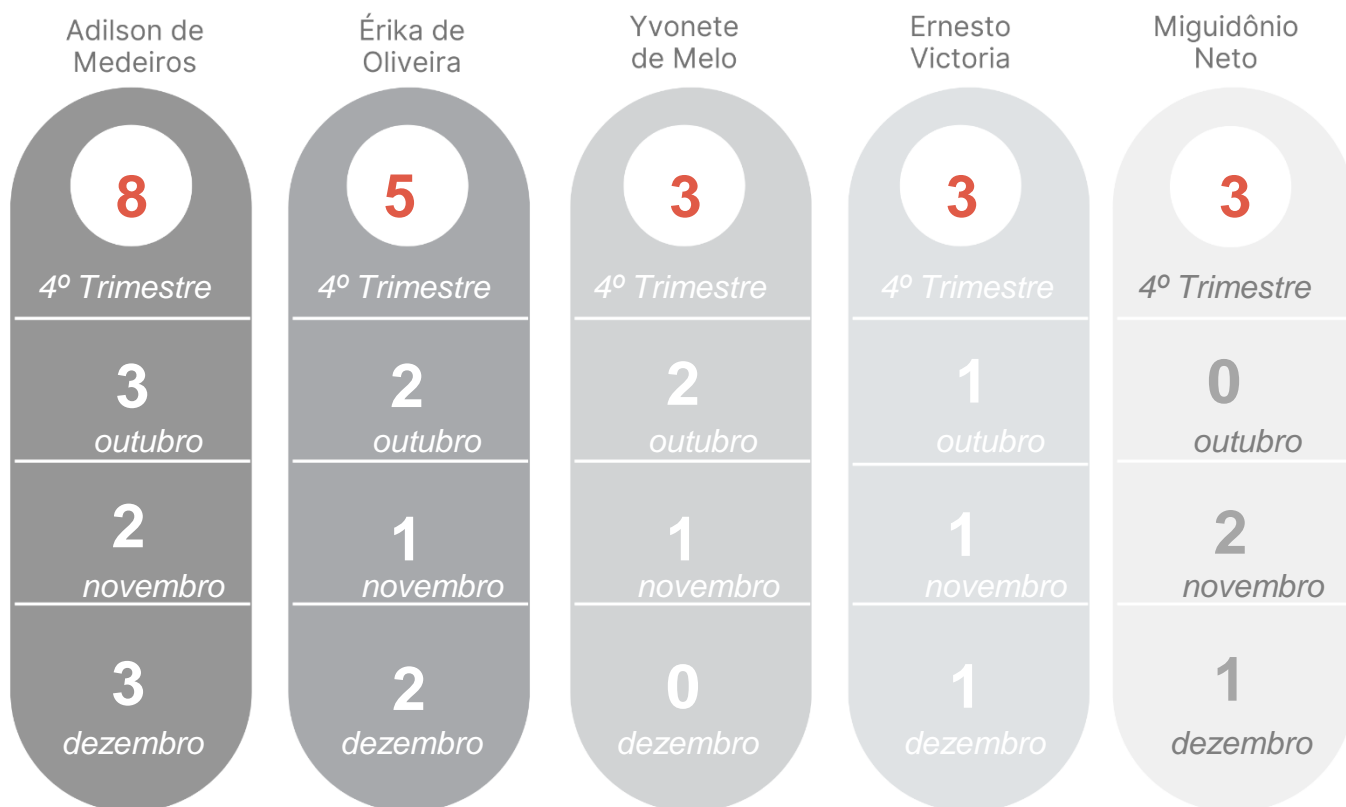 Adilson de
Medeiros
8
4º Trimestre
3
outubro
2
novembro
3
dezembro
Érika de
Oliveira
5
4º Trimestre
2
outubro
1
novembro
2
dezembro
Yvonete
de Melo
3
4º Trimestre
2
outubro
1
novembro
0
dezembro
Ernesto
Victoria
3
4º Trimestre
1
outubro
1
novembro
1
dezembro
Miguidônio
Neto
3
4º Trimestre
0
outubro
2
novembro
1
dezembro